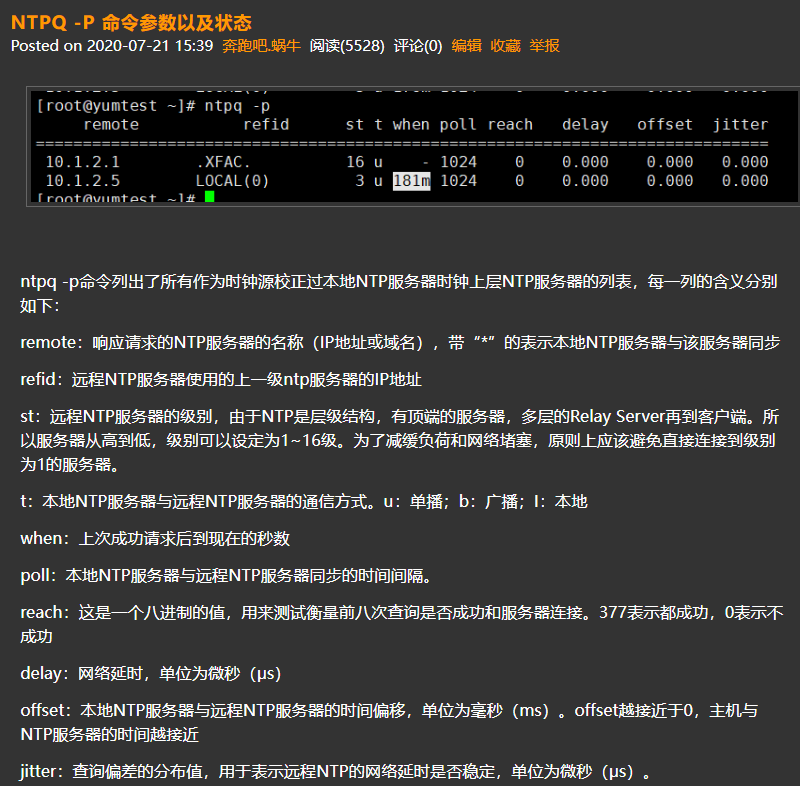 NTPQ -P 命令参数以及状态
Posted on 2020-07-21 15:39 奔跑吧.蜗牛 阅读(5528) 评论(0) 编辑 收藏 举报
[root@yumtest ~]# ntpq -p
remote refid st t when poll reach delay offset jitter
==============================================================================
10.1.2.1 .XFAC. 16 u - 1024 0 0.000 0.000 0.000
10.1.2.5 LOCAL(0) 3 u 181m 1024 0 0.000 0.000 0.000
[root@yumtest ~]#
ntpq -p命令列出了所有作为时钟源校正过本地NTP服务器时钟上层NTP服务器的列表，每一列的含义分别
如下：
remote：响应请求的NTP服务器的名称（IP地址或域名），带“*”的表示本地NTP服务器与该服务器同步
refid：远程NTP服务器使用的上一级ntp服务器的IP地址
st：远程NTP服务器的级别，由于NTP是层级结构，有顶端的服务器，多层的Relay Server再到客户端。所
以服务器从高到低，级别可以设定为1~16级。为了减缓负荷和网络堵塞，原则上应该避免直接连接到级别
为1的服务器。
t：本地NTP服务器与远程NTP服务器的通信方式。u：单播；b：广播；l：本地
when：上次成功请求后到现在的秒数
poll：本地NTP服务器与远程NTP服务器同步的时间间隔。
reach：这是一个八进制的值，用来测试衡量前八次查询是否成功和服务器连接。377表示都成功，0表示不
成功
delay：网络延时，单位为微秒（μs）
offset：本地NTP服务器与远程NTP服务器的时间偏移，单位为毫秒（ms）。offset越接近于0，主机与
NTP服务器的时间越接近
jitter：查询偏差的分布值，用于表示远程NTP的网络延时是否稳定，单位为微秒（μs）。